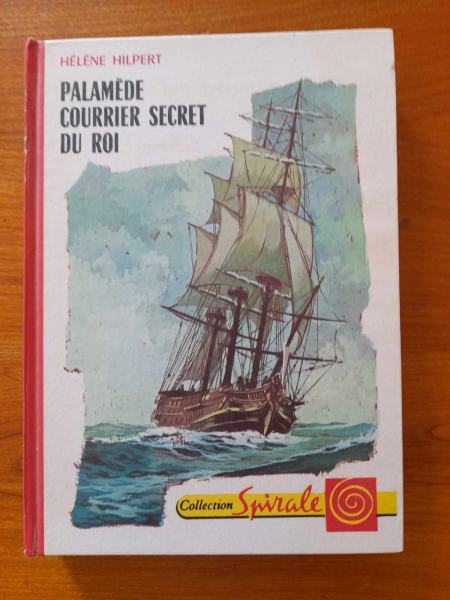 HÉLÈNE HILPERT
PALAMÈDE
COURRIER SECRET
DU ROI
Collection Spirale